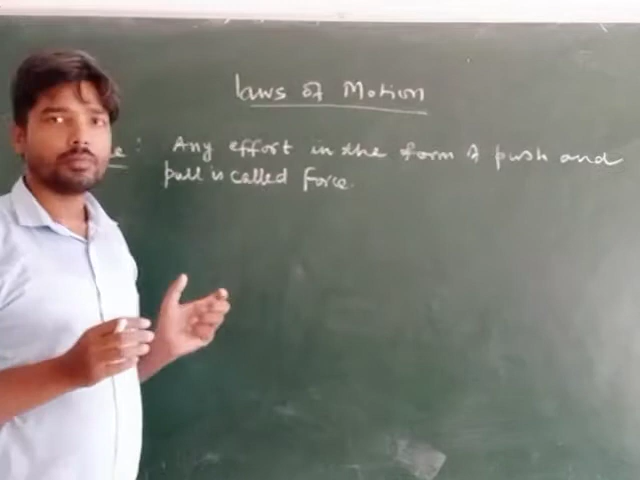 Laws of Motion
e : Any effort in the form of push and
pull is called Force.